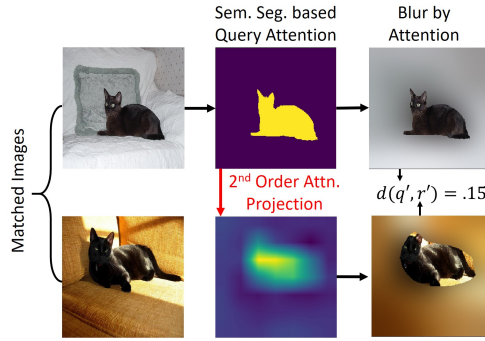 Sem. Seg. based
Query Attention
Blur by
Attention
Matched Images
2nd Order Attn.
Projection
d(q′,r′) = .15